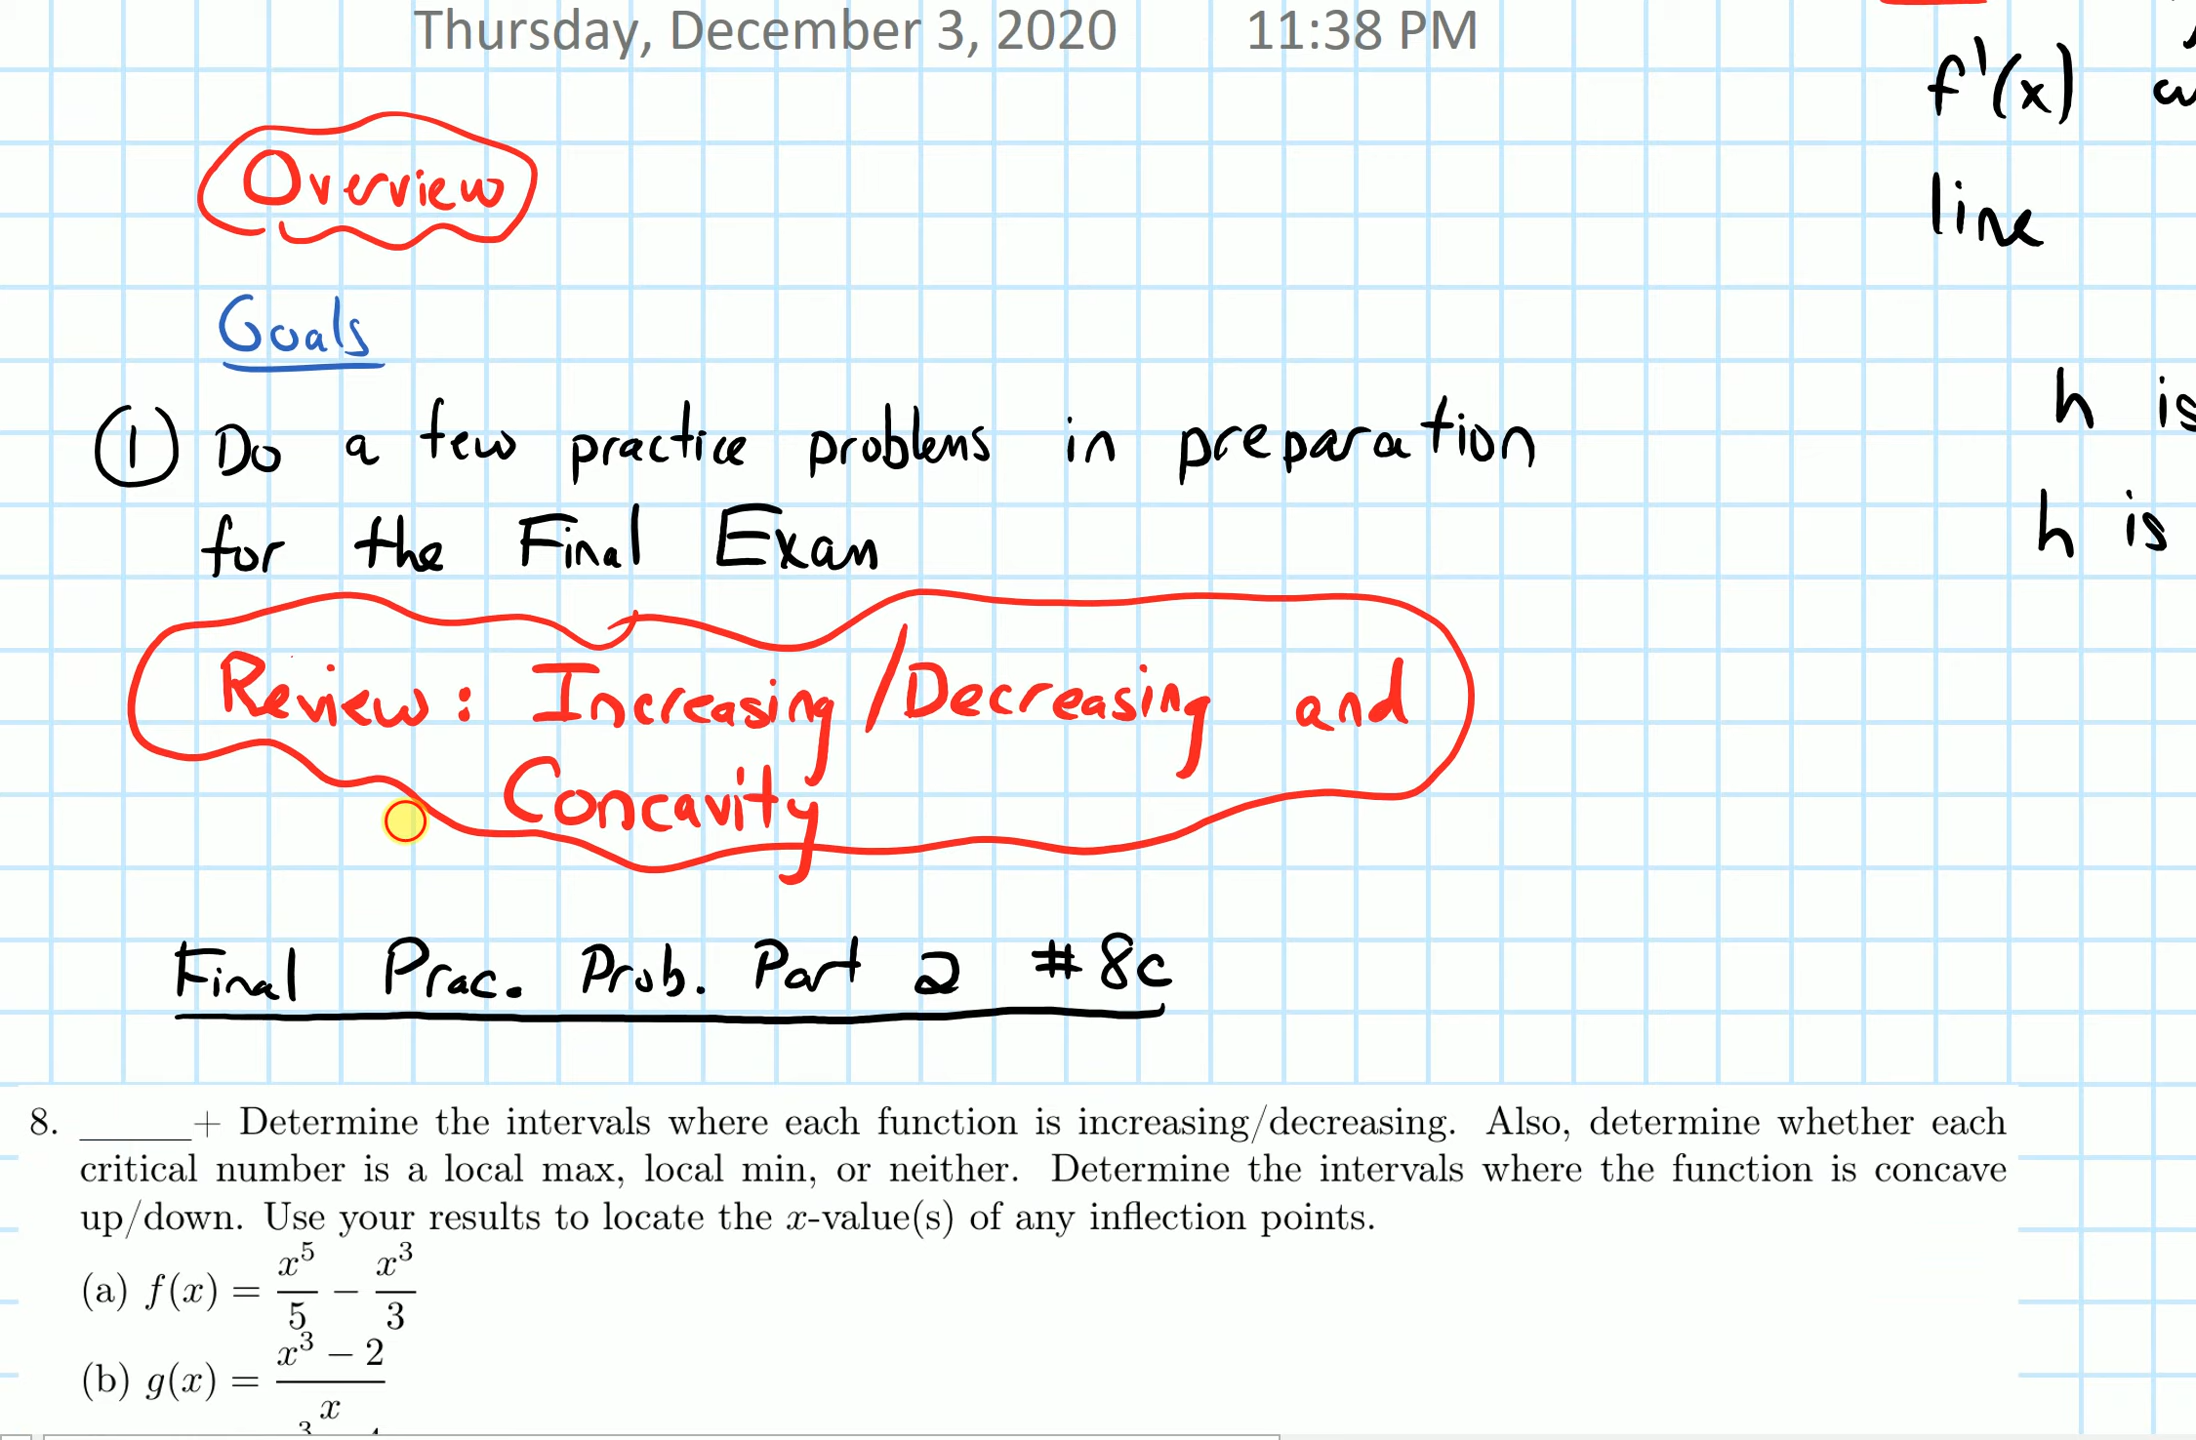 Thursday, December 3, 2020 11:38 PM
Overview
Goals
① Do a few practice problems in preparation
for the Final Exam
Review: Increasing/Decreasing and
Concavity
Final Prac. Prob. Part 2 #8c
8. _____+ Determine the intervals where each function is increasing/decreasing. Also, determine whether each
critical number is a local max, local min, or neither. Determine the intervals where the function is concave
up/down. Use your results to locate the x-value(s) of any inflection points.
(a) f(x) = x⁵/5 − x³/3
(b) g(x) = (x³ − 2)/x
f'(x)
line
h is
h is